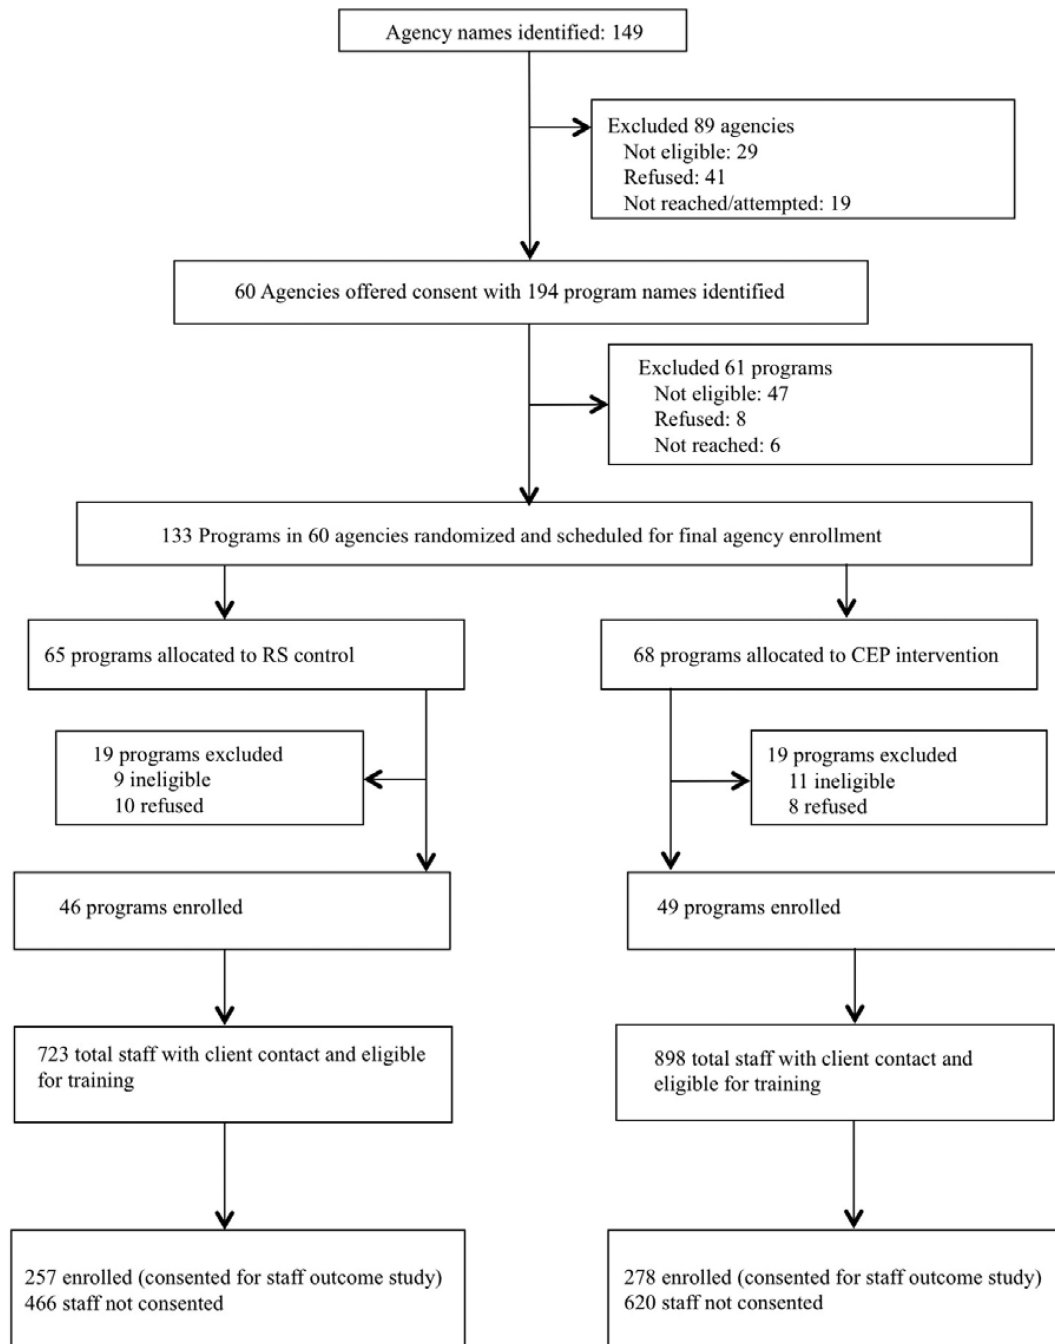 Agency names identified: 149
Excluded 89 agencies
Not eligible: 29
Refused: 41
Not reached/attempted: 19
60 Agencies offered consent with 194 program names identified
Excluded 61 programs
Not eligible: 47
Refused: 8
Not reached: 6
133 Programs in 60 agencies randomized and scheduled for final agency enrollment
65 programs allocated to RS control
68 programs allocated to CEP intervention
19 programs excluded
9 ineligible
10 refused
19 programs excluded
11 ineligible
8 refused
46 programs enrolled
49 programs enrolled
723 total staff with client contact and eligible
for training
898 total staff with client contact and
eligible for training
257 enrolled (consented for staff outcome study)
466 staff not consented
278 enrolled (consented for staff outcome study)
620 staff not consented